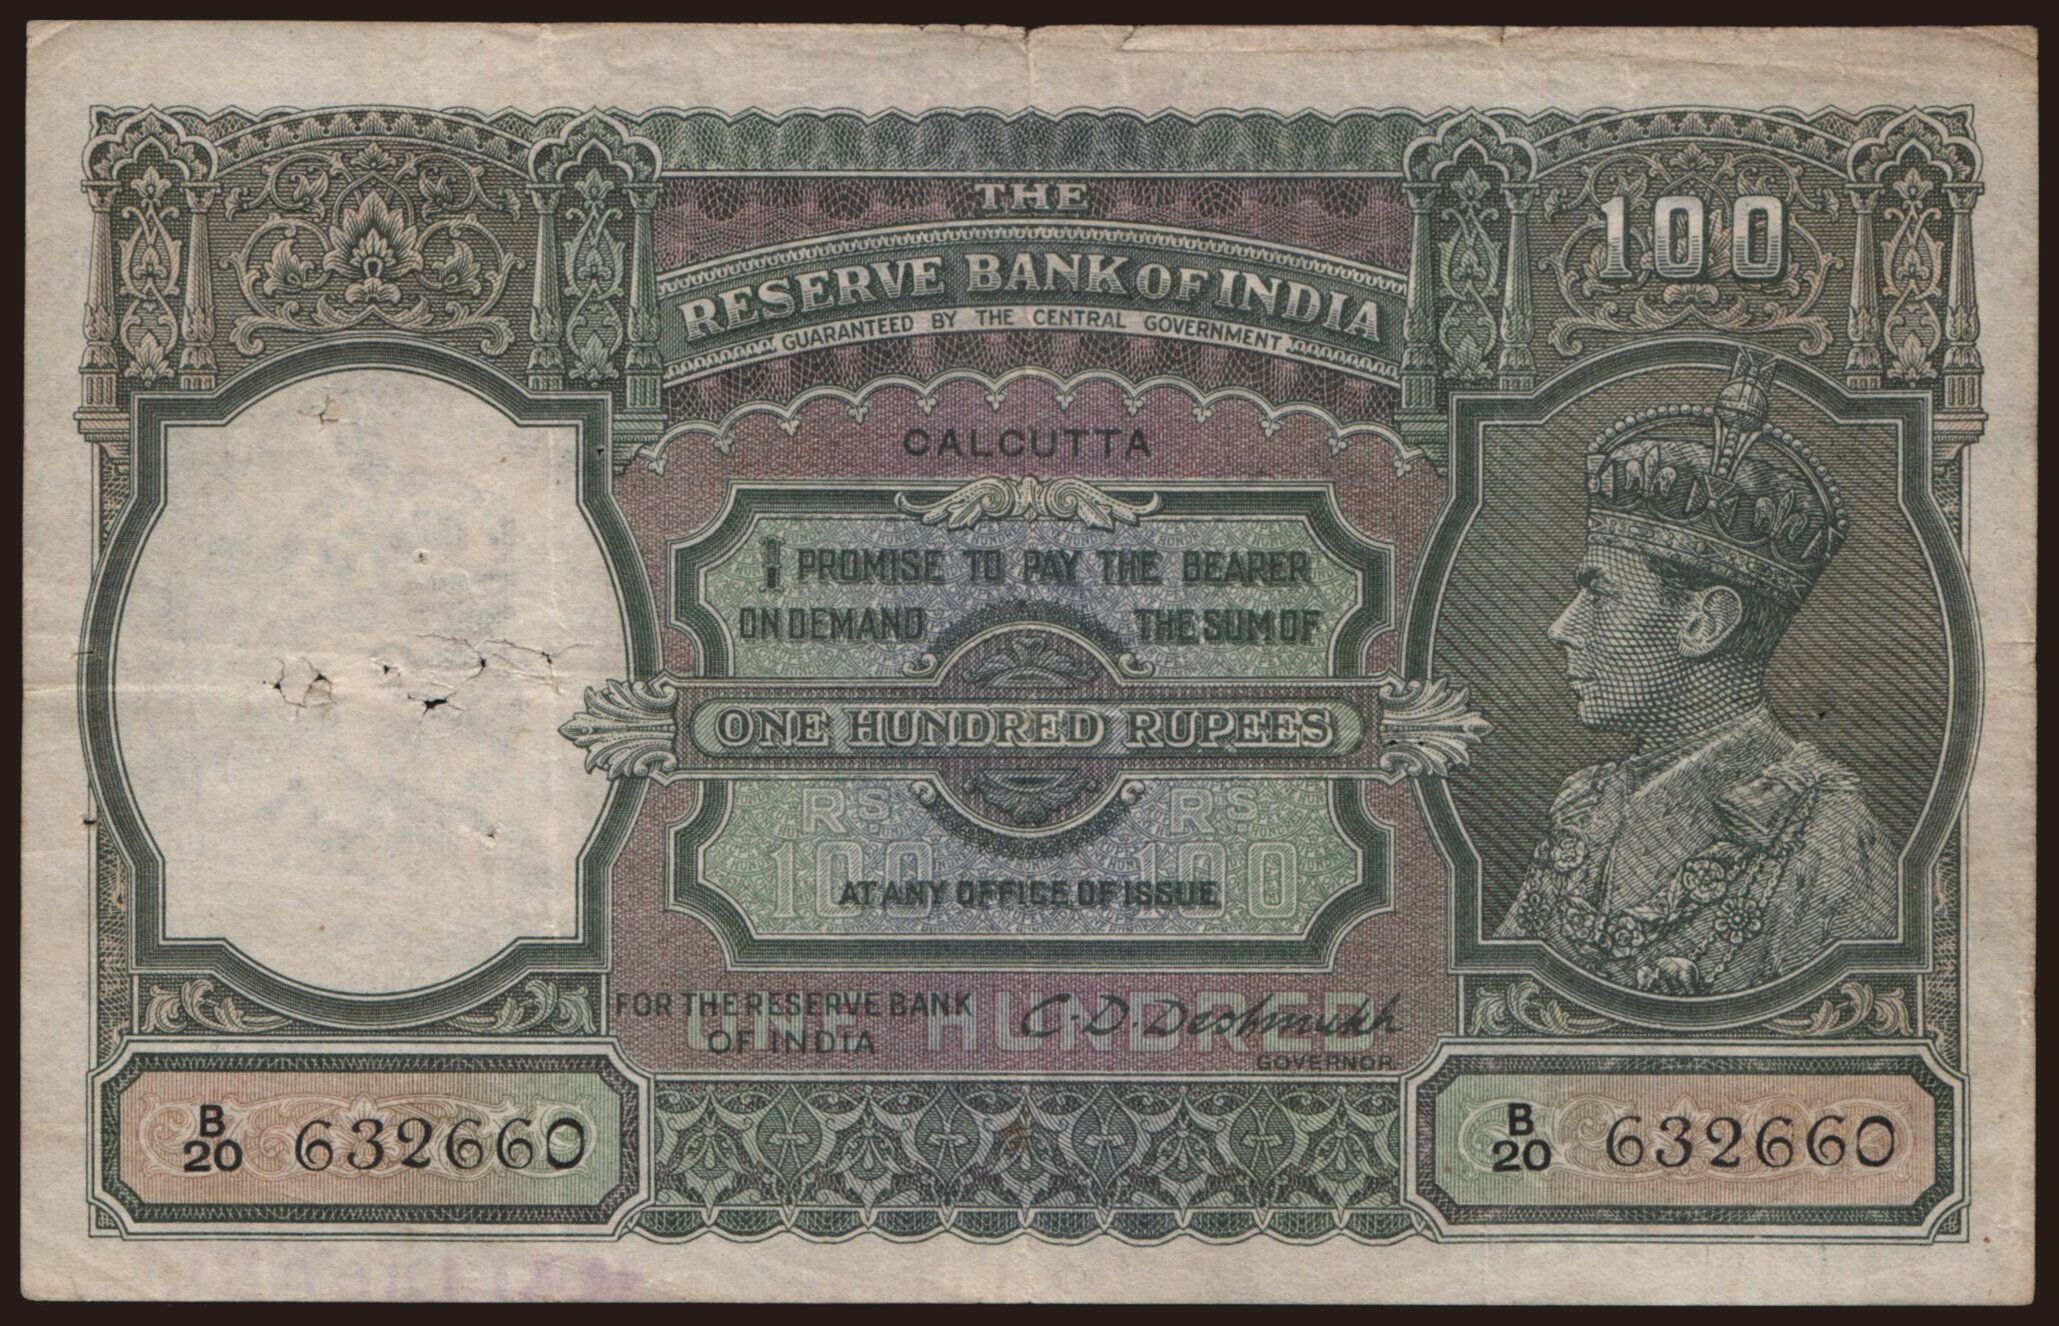 THE
RESERVE BANK OF INDIA
GUARANTEED BY THE CENTRAL GOVERNMENT
100
CALCUTTA
I PROMISE TO PAY THE BEARER
ON DEMAND THE SUM OF
ONE HUNDRED RUPEES
RS RS
100 100
AT ANY OFFICE OF ISSUE
FOR THE RESERVE BANK
OF INDIA
C.D. Deshmukh
GOVERNOR
ONE HUNDRED
B/20 632660
B/20 632660